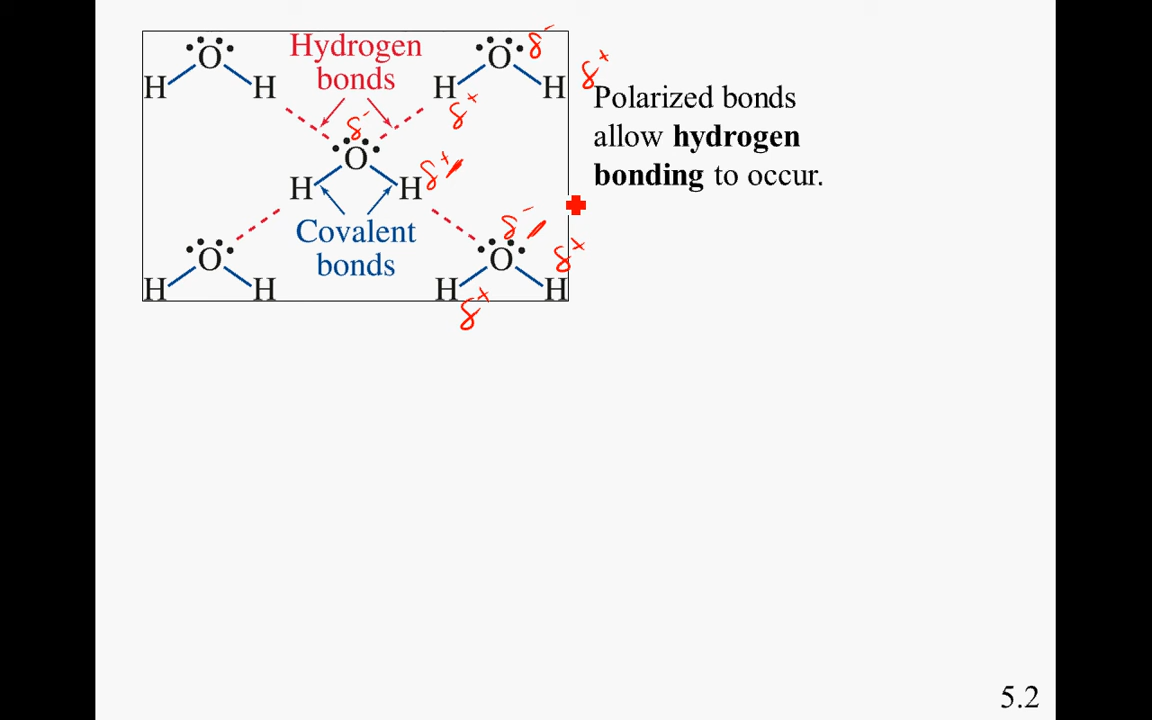 O
δ⁻
Hydrogen
bonds
O
δ⁺
H
H
H
H
δ⁺
Polarized bonds
allow hydrogen
bonding to occur.
δ⁻
O
H
H
δ⁺
Covalent
bonds
δ⁻
O
O
δ⁺
H
H
H
H
δ⁺
5.2